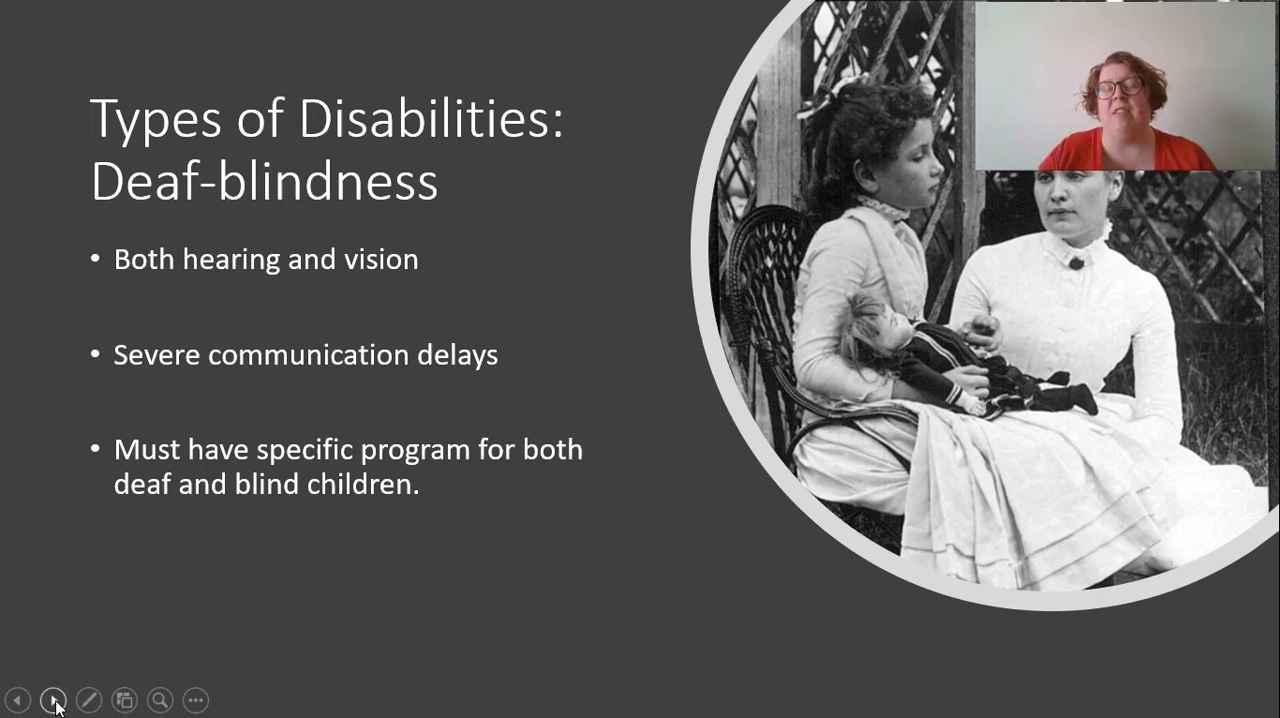 Types of Disabilities:
Deaf-blindness
• Both hearing and vision
• Severe communication delays
• Must have specific program for both
deaf and blind children.